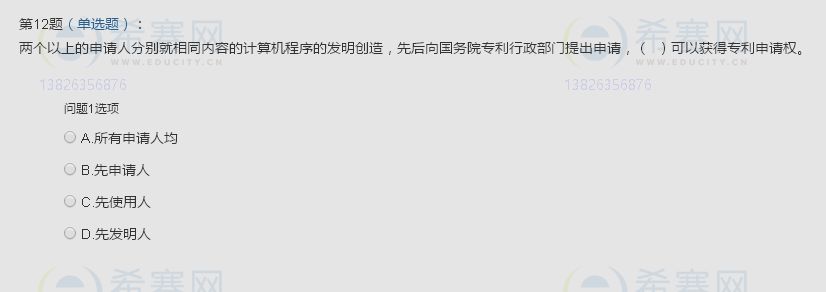 第12题（单选题）：
两个以上的申请人分别就相同内容的计算机程序的发明创造，先后向国务院专利行政部门提出申请，（　）可以获得专利申请权。
希赛网 希赛网
WWW.EDUCITY.CN WWW.EDUCITY.CN
13826356876 13826356876
问题1选项
A.所有申请人均
B.先申请人
C.先使用人
D.先发明人
希赛网 希赛网